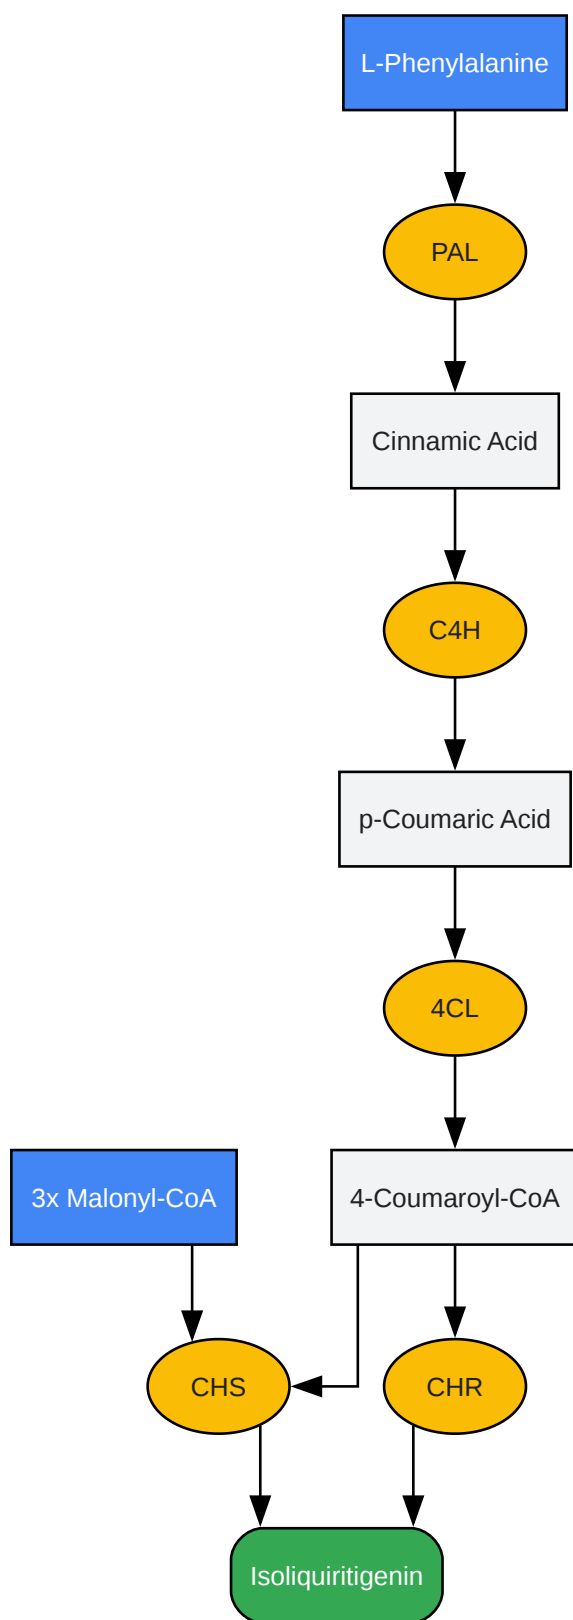 L-Phenylalanine
PAL
Cinnamic Acid
C4H
p-Coumaric Acid
4CL
3x Malonyl-CoA
4-Coumaroyl-CoA
CHS
CHR
Isoliquiritigenin